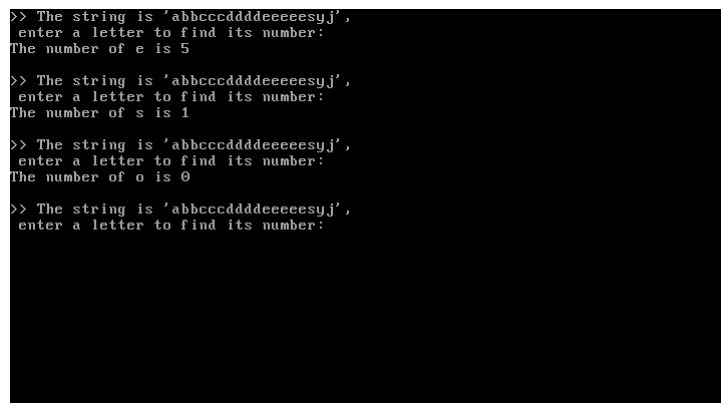 >> The string is 'abbcccddddeeeeesyj',
enter a letter to find its number:
The number of e is 5
>> The string is 'abbcccddddeeeeesyj',
enter a letter to find its number:
The number of s is 1
>> The string is 'abbcccddddeeeeesyj',
enter a letter to find its number:
The number of o is 0
>> The string is 'abbcccddddeeeeesyj',
enter a letter to find its number: